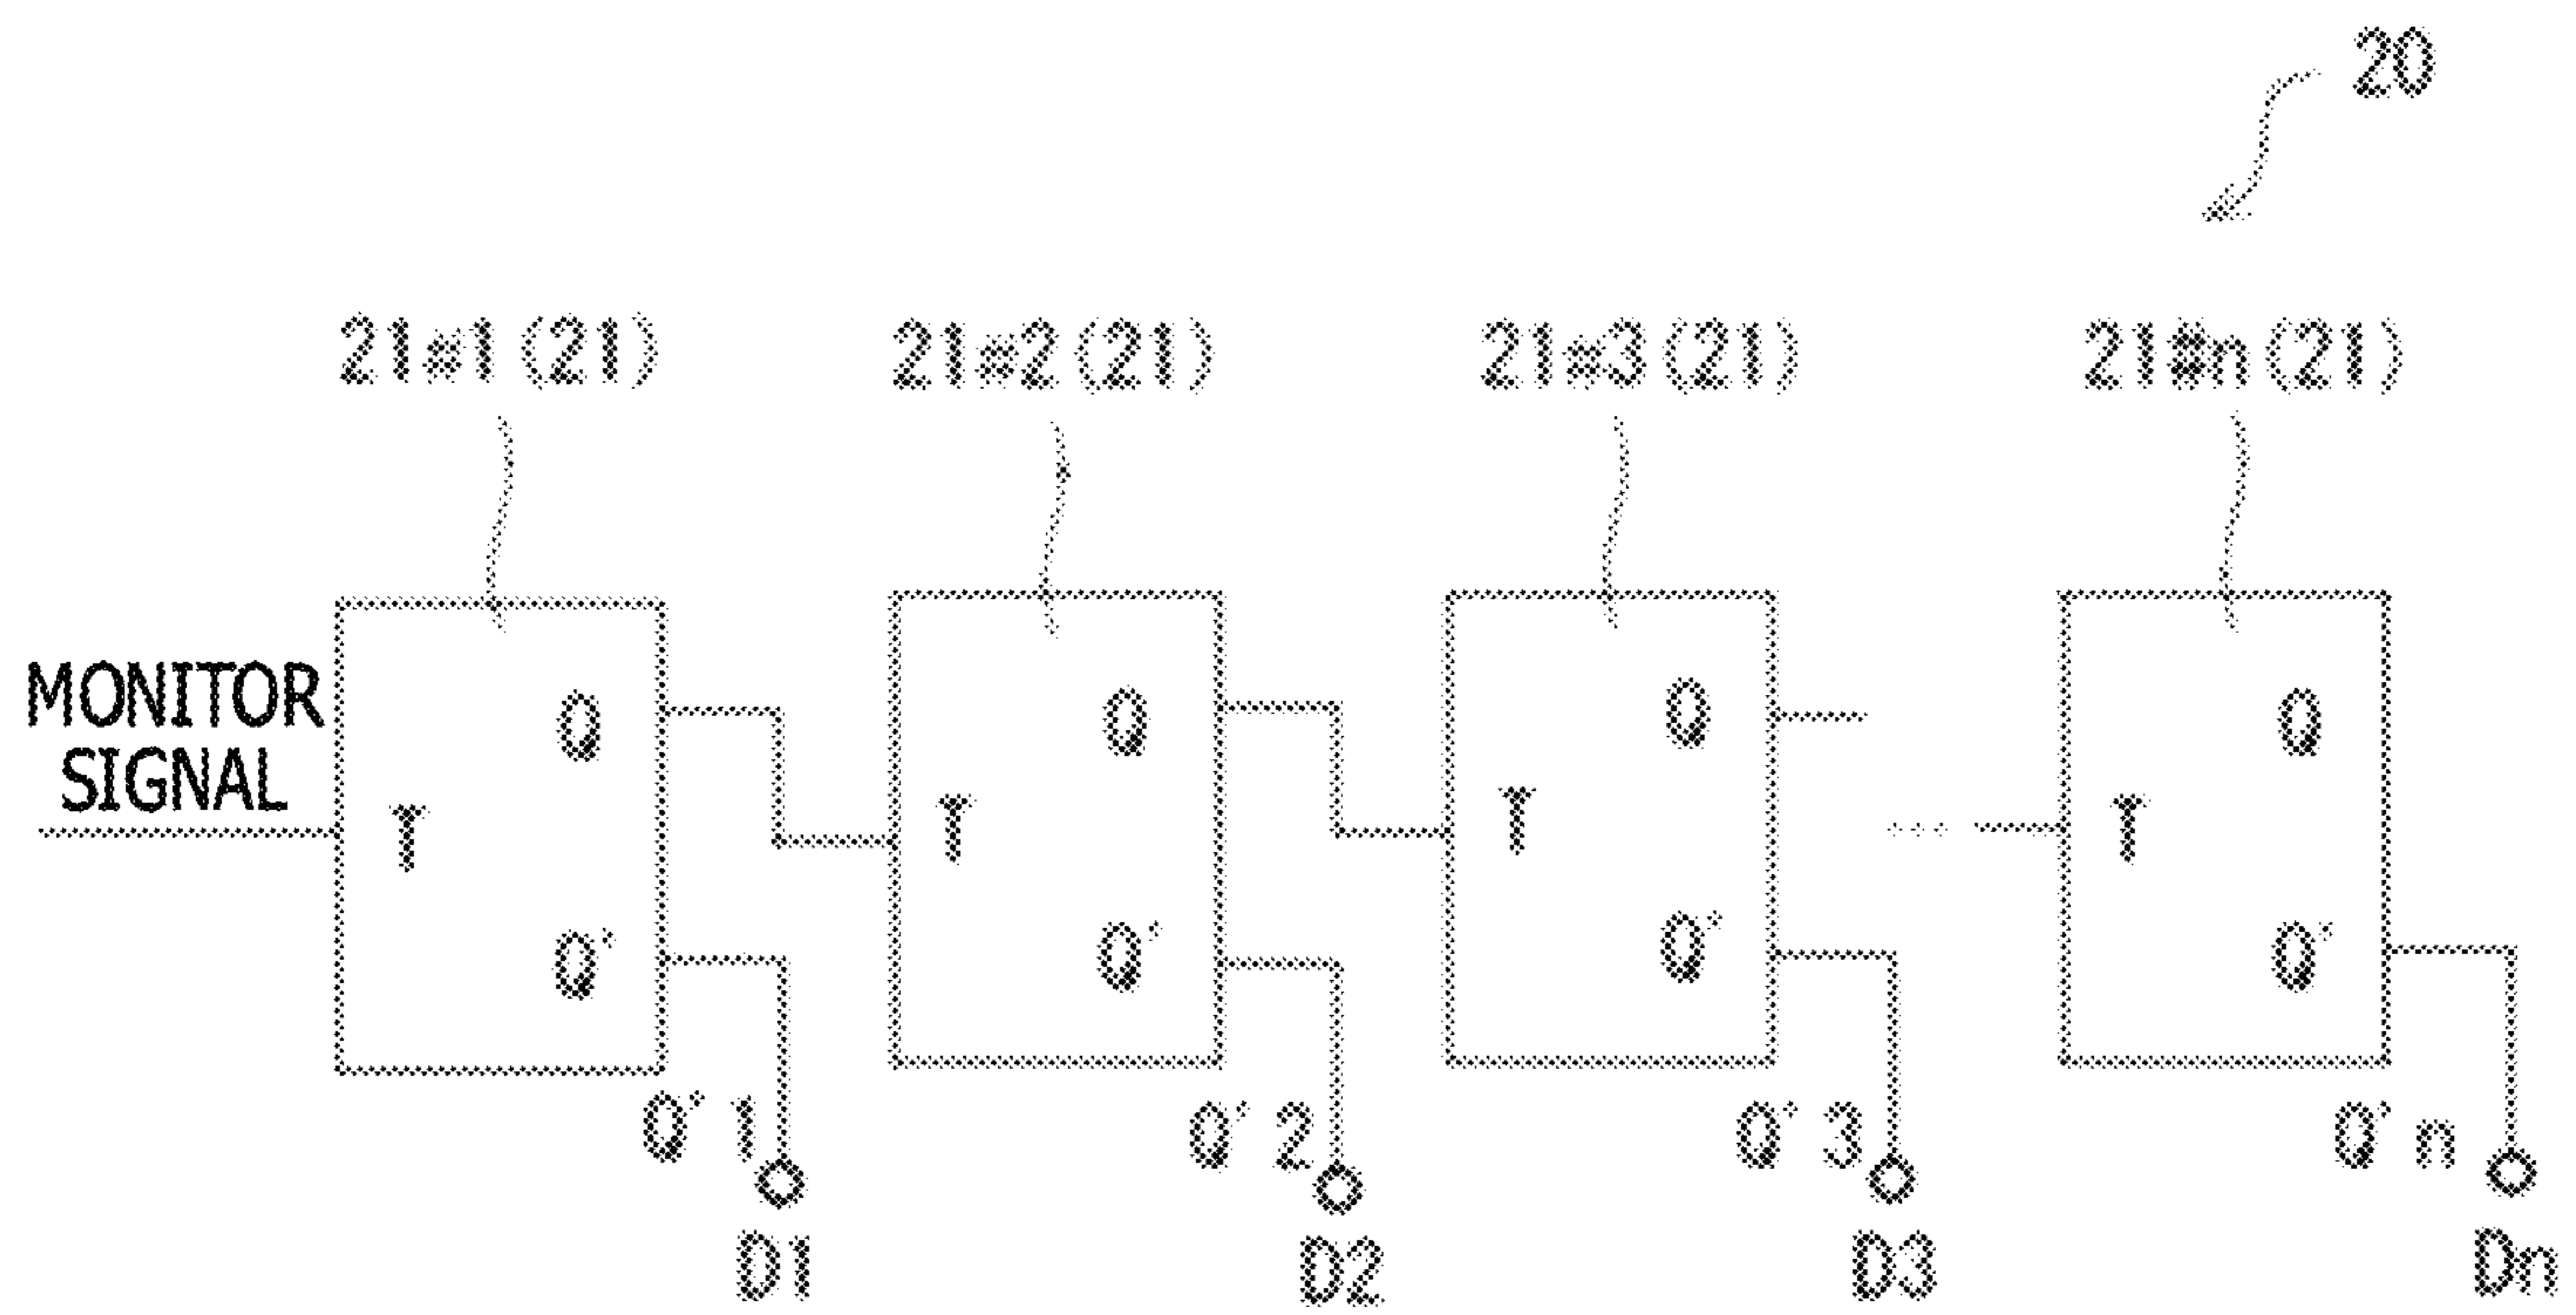 20
21#1(21) 21#2(21) 21#3(21) 21#n(21)
MONITOR
SIGNAL
Q Q Q Q
T T T T
Q' Q' Q' Q'
Q'1 Q'2 Q'3 Q'n
D1 D2 D3 Dn